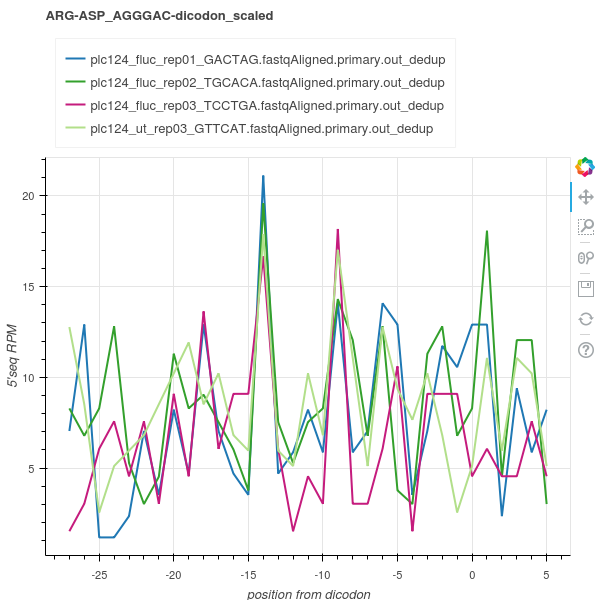 ARG-ASP_AGGGAC-dicodon_scaled
plc124_fluc_rep01_GACTAG.fastqAligned.primary.out_dedup
plc124_fluc_rep02_TGCACA.fastqAligned.primary.out_dedup
plc124_fluc_rep03_TCCTGA.fastqAligned.primary.out_dedup
plc124_ut_rep03_GTTCAT.fastqAligned.primary.out_dedup
20
15
10
5
5'seq RPM
-25 -20 -15 -10 -5 0 5
position from dicodon